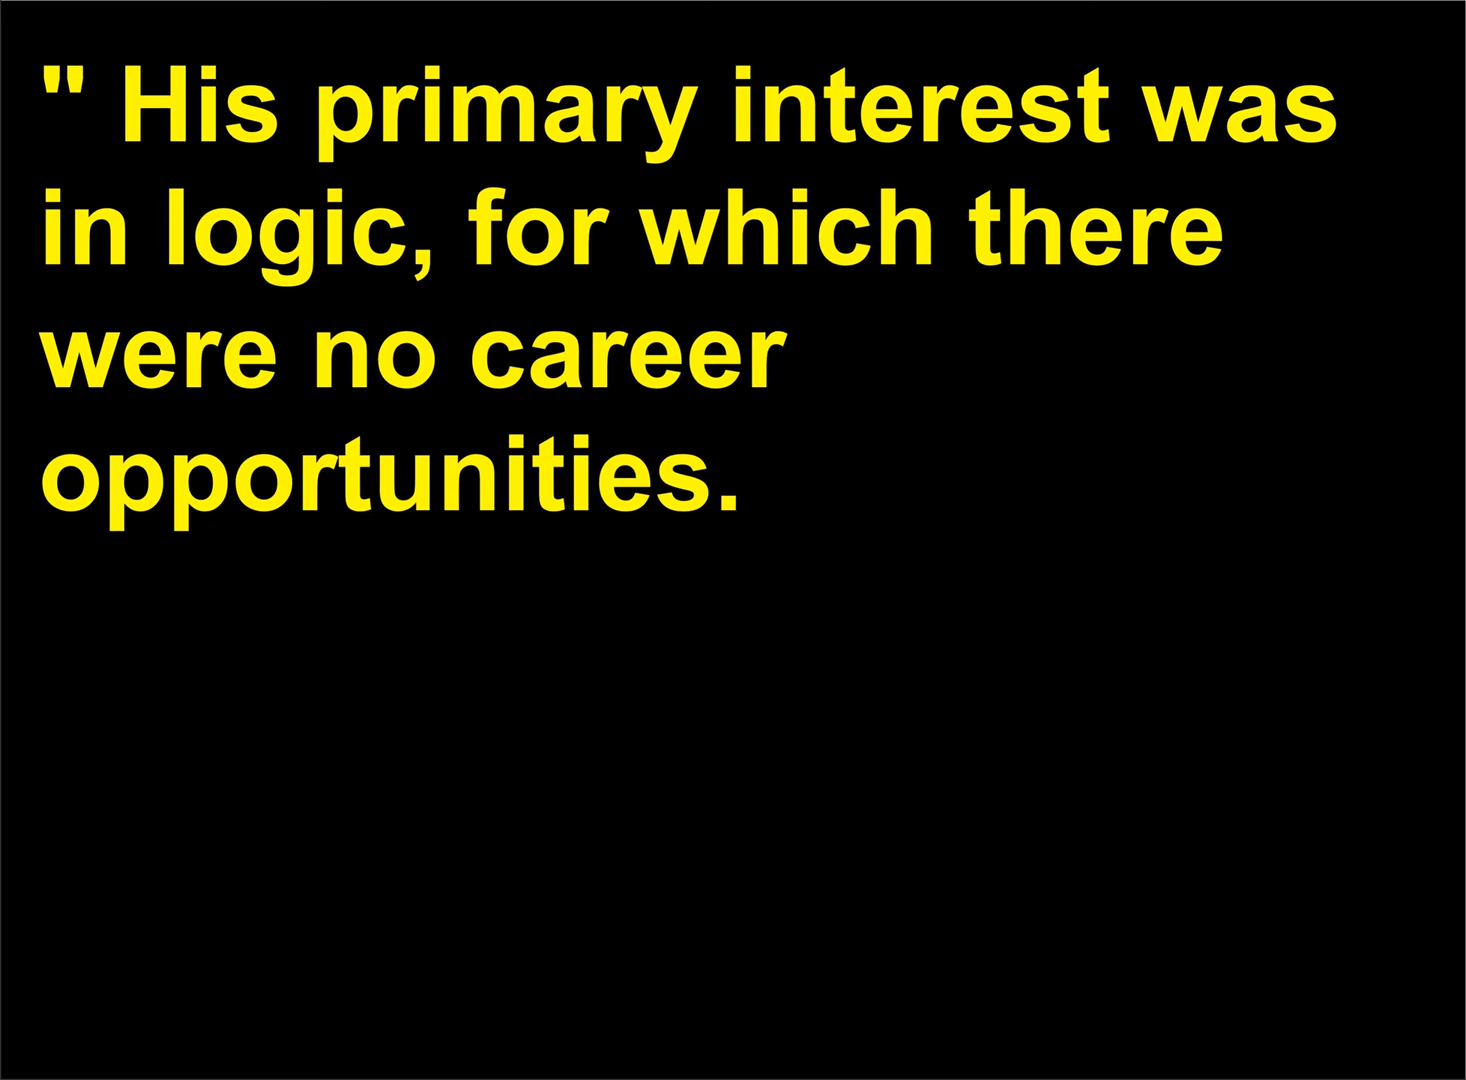 " His primary interest was
in logic, for which there
were no career
opportunities.